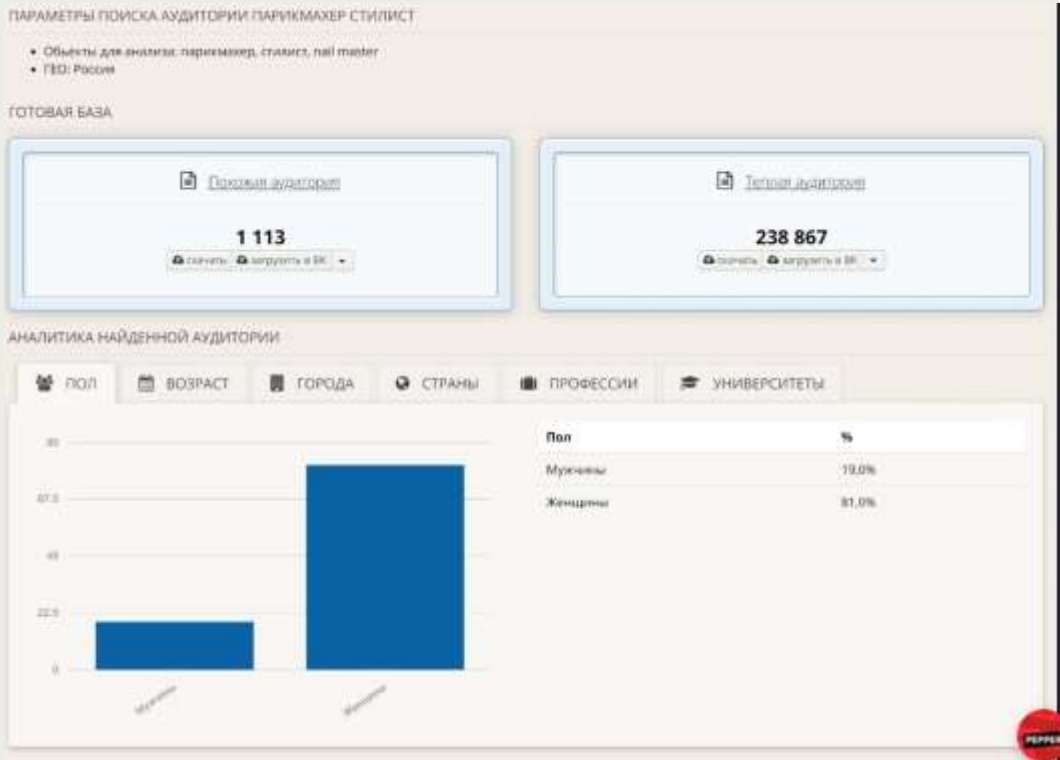 ПАРАМЕТРЫ ПОИСКА АУДИТОРИИ ПАРИКМАХЕР СТИЛИСТ
• Объекты для анализа: парикмахер, стилист, nail master
• ГЕО: Россия
ГОТОВАЯ БАЗА
Похожая аудитория
Теплая аудитория
1 113
238 867
скачать загрузить в ВК
скачать загрузить в ВК
АНАЛИТИКА НАЙДЕННОЙ АУДИТОРИИ
ПОЛ ВОЗРАСТ ГОРОДА СТРАНЫ ПРОФЕССИИ УНИВЕРСИТЕТЫ
Пол %
Мужчины 19,0%
Женщины 81,0%
90
67.5
45
22.5
0
Мужчины
Женщины
PEPPER